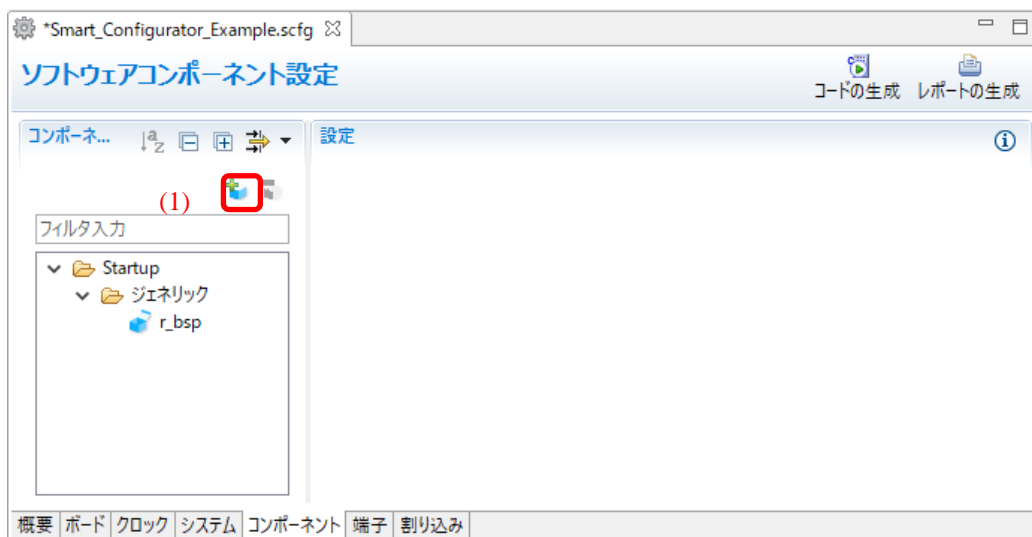 *Smart_Configurator_Example.scfg
ソフトウェアコンポーネント設定
コードの生成 レポートの生成
コンポーネ...
設定
(1)
フィルタ入力
Startup
ジェネリック
r_bsp
概要 ボード クロック システム コンポーネント 端子 割り込み